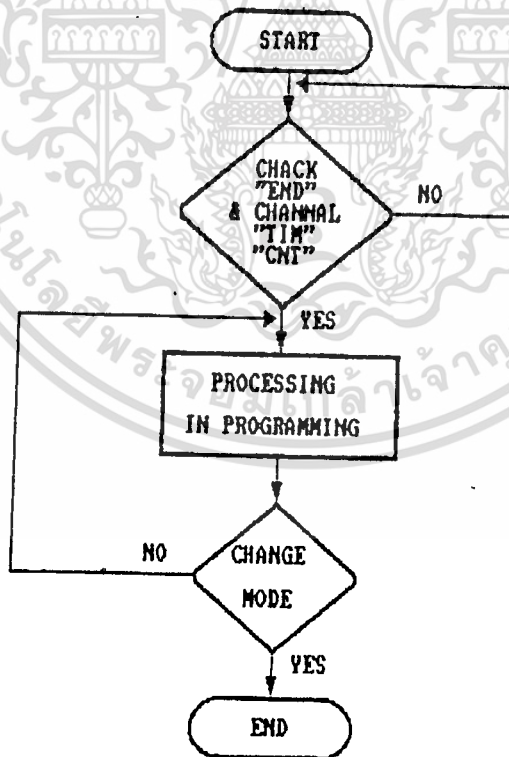 START
CHACK
"END"
& CHANNAL
"TIM"
"CNT"
NO
YES
PROCESSING
IN PROGRAMMING
NO
CHANGE
MODE
YES
END